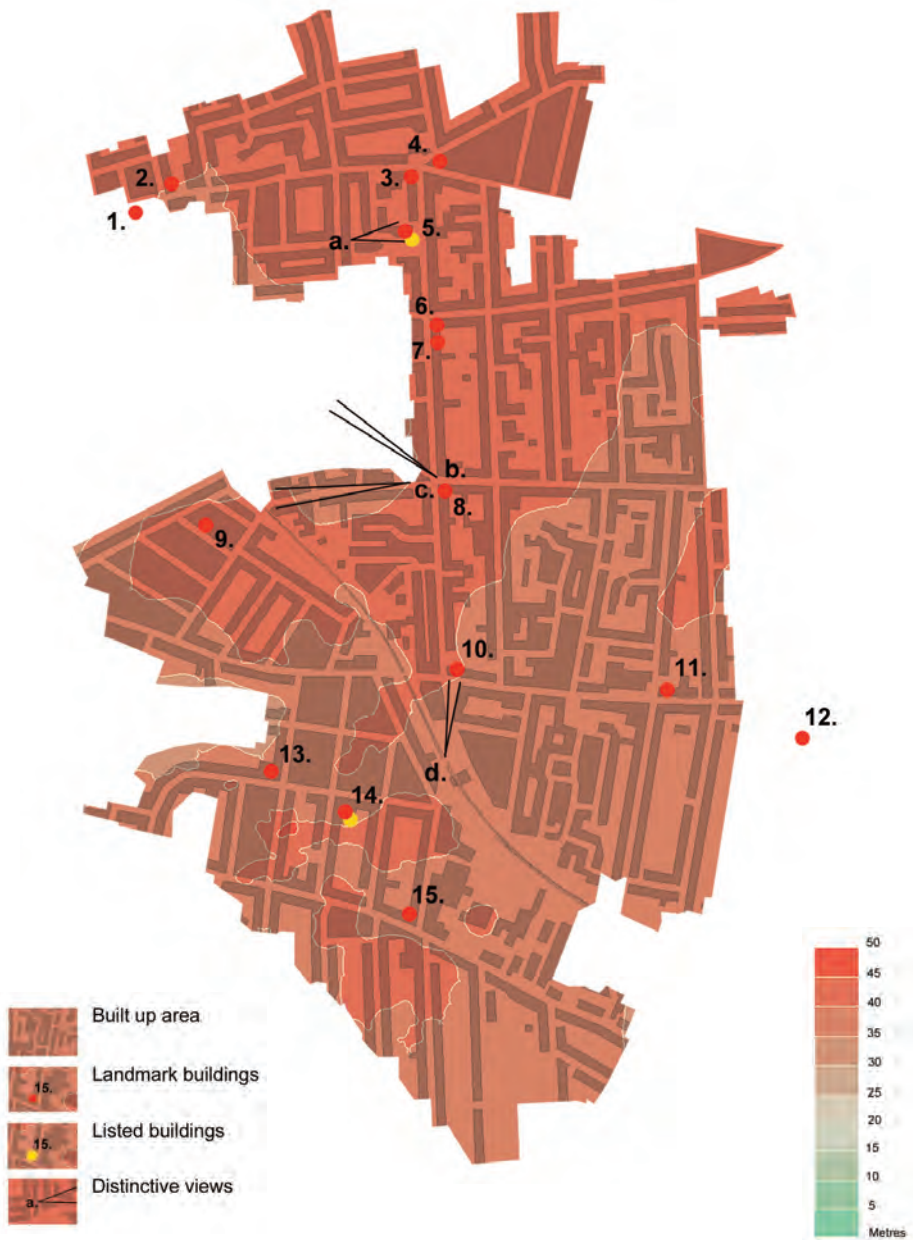 4.
2.
3.
1.
5.
a.
6.
7.
b.
c.
8.
9.
10.
11.
12.
d.
13.
14.
15.
50
45
40
35
30
25
20
15
10
5
Metres
Built up area
15.
Landmark buildings
15.
Listed buildings
a.
Distinctive views